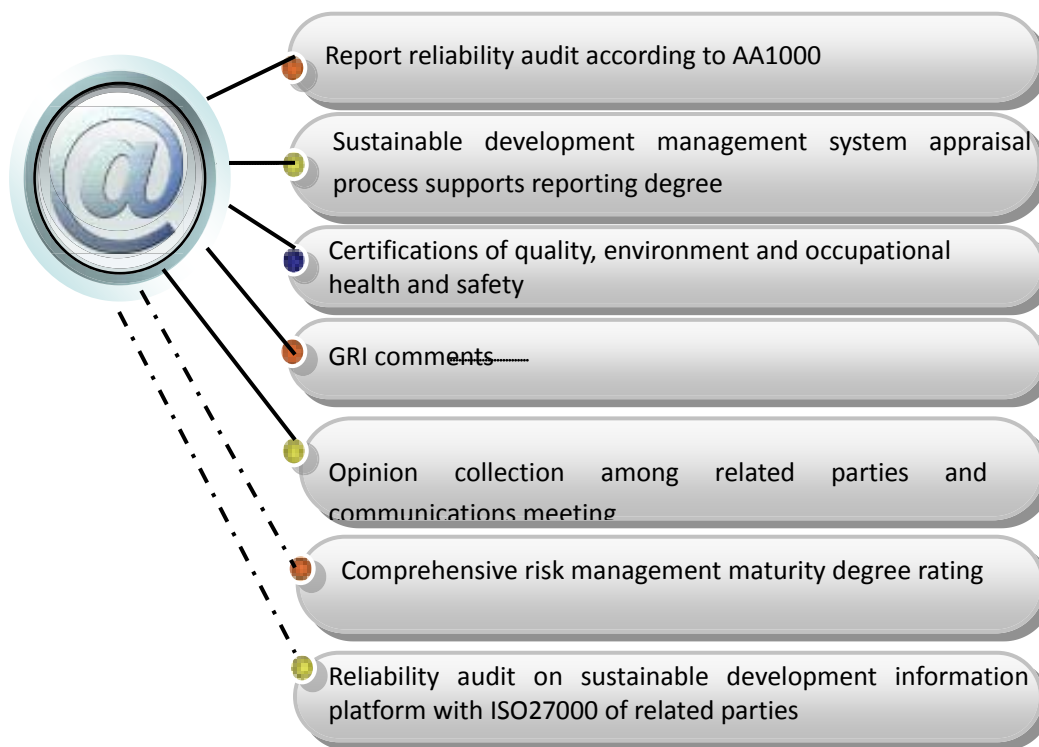 Report reliability audit according to AA1000
Sustainable development management system appraisal
process supports reporting degree
Certifications of quality, environment and occupational
health and safety
GRI comments
Opinion collection among related parties and
communications meeting
Comprehensive risk management maturity degree rating
Reliability audit on sustainable development information
platform with ISO27000 of related parties
@